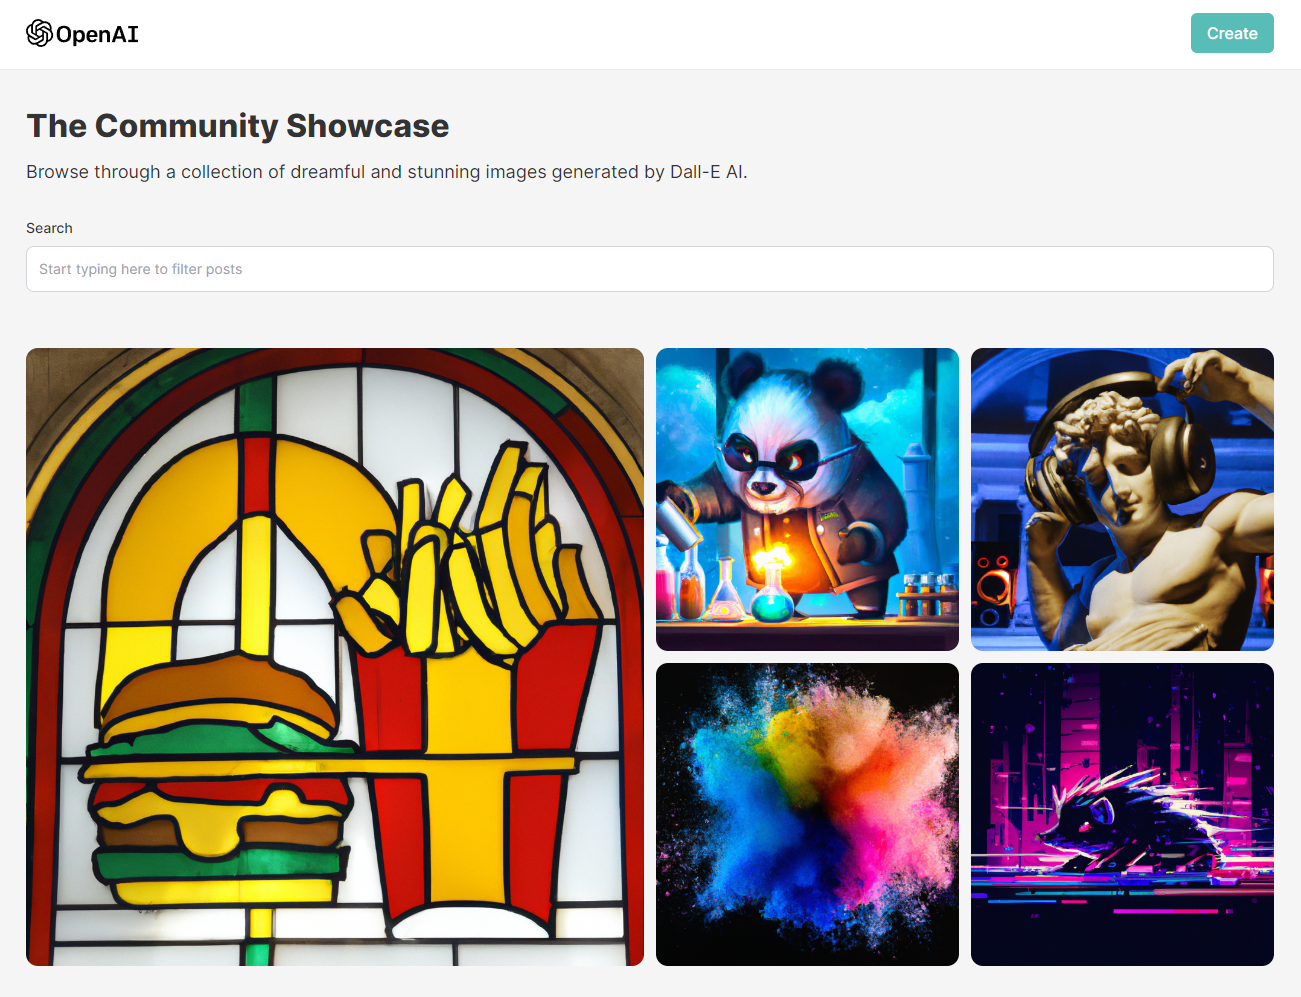 OpenAI
Create
The Community Showcase
Browse through a collection of dreamful and stunning images generated by Dall-E AI.
Search
Start typing here to filter posts